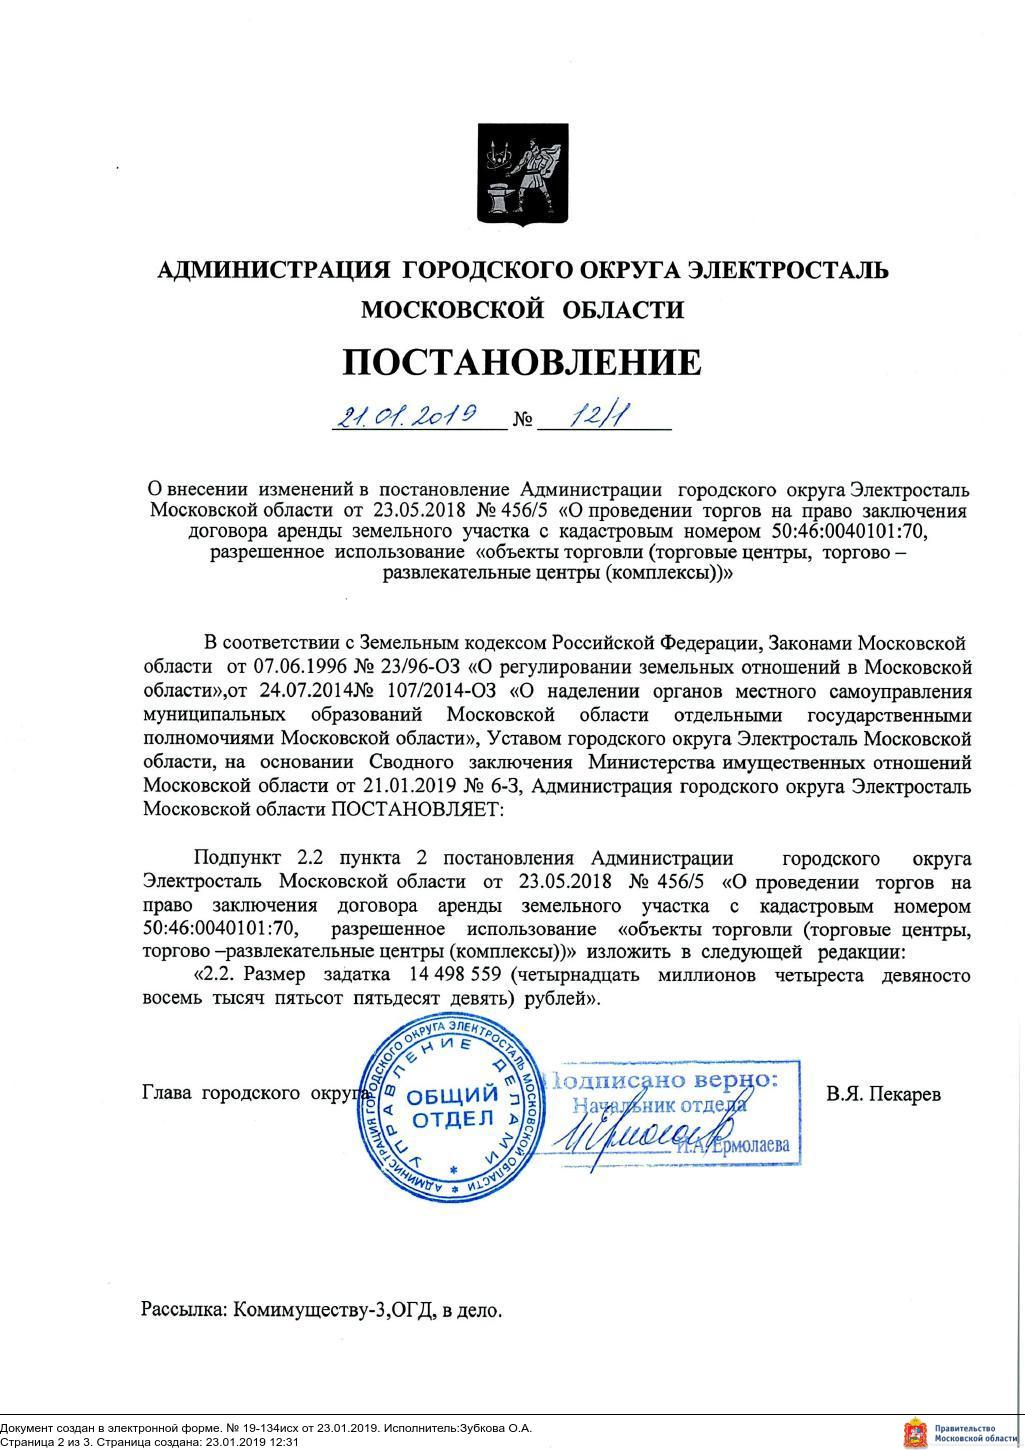 АДМИНИСТРАЦИЯ ГОРОДСКОГО ОКРУГА ЭЛЕКТРОСТАЛЬ
МОСКОВСКОЙ ОБЛАСТИ
ПОСТАНОВЛЕНИЕ
21.01.2019 № 12/1
О внесении изменений в постановление Администрации городского округа Электросталь
Московской области от 23.05.2018 № 456/5 «О проведении торгов на право заключения
договора аренды земельного участка с кадастровым номером 50:46:0040101:70,
разрешенное использование «объекты торговли (торговые центры, торгово –
развлекательные центры (комплексы))»
В соответствии с Земельным кодексом Российской Федерации, Законами Московской
области от 07.06.1996 № 23/96-ОЗ «О регулировании земельных отношений в Московской
области»,от 24.07.2014№ 107/2014-ОЗ «О наделении органов местного самоуправления
муниципальных образований Московской области отдельными государственными
полномочиями Московской области», Уставом городского округа Электросталь Московской
области, на основании Сводного заключения Министерства имущественных отношений
Московской области от 21.01.2019 № 6-З, Администрация городского округа Электросталь
Московской области ПОСТАНОВЛЯЕТ:
Подпункт 2.2 пункта 2 постановления Администрации городского округа
Электросталь Московской области от 23.05.2018 № 456/5 «О проведении торгов на
право заключения договора аренды земельного участка с кадастровым номером
50:46:0040101:70, разрешенное использование «объекты торговли (торговые центры,
торгово –развлекательные центры (комплексы))» изложить в следующей редакции:
«2.2. Размер задатка 14 498 559 (четырнадцать миллионов четыреста девяносто
восемь тысяч пятьсот пятьдесят девять) рублей».
Глава городского округа
В.Я. Пекарев
АДМИНИСТРАЦИЯ ГОРОДСКОГО ОКРУГА ЭЛЕКТРОСТАЛЬ МОСКОВСКОЙ ОБЛАСТИ
УПРАВЛЕНИЕ ДЕЛАМИ
ОБЩИЙ
ОТДЕЛ
Подписано верно:
Начальник отдела
И.А. Ермолаева
Рассылка: Комимуществу-3,ОГД, в дело.
Документ создан в электронной форме. № 19-134исх от 23.01.2019. Исполнитель:Зубкова О.А.
Страница 2 из 3. Страница создана: 23.01.2019 12:31
Правительство
Московской области